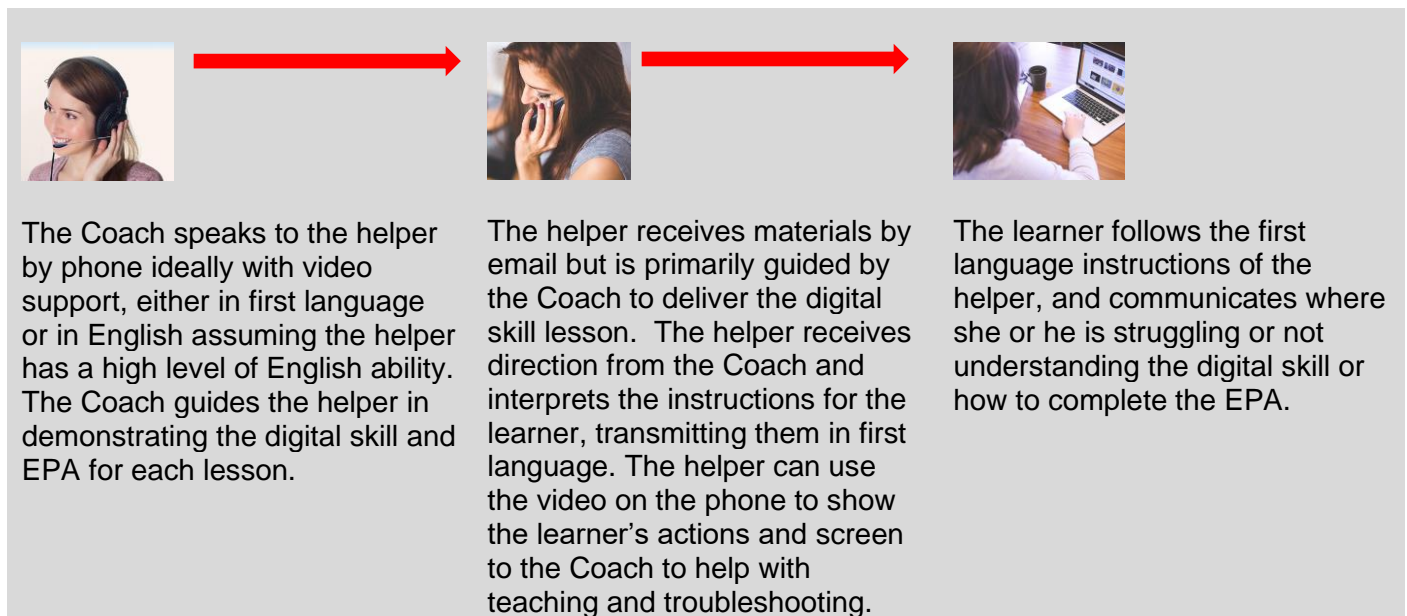 The Coach speaks to the helper
by phone ideally with video
support, either in first language
or in English assuming the helper
has a high level of English ability.
The Coach guides the helper in
demonstrating the digital skill and
EPA for each lesson.
The helper receives materials by
email but is primarily guided by
the Coach to deliver the digital
skill lesson.  The helper receives
direction from the Coach and
interprets the instructions for the
learner, transmitting them in first
language. The helper can use
the video on the phone to show
the learner’s actions and screen
to the Coach to help with
teaching and troubleshooting.
The learner follows the first
language instructions of the
helper, and communicates where
she or he is struggling or not
understanding the digital skill or
how to complete the EPA.